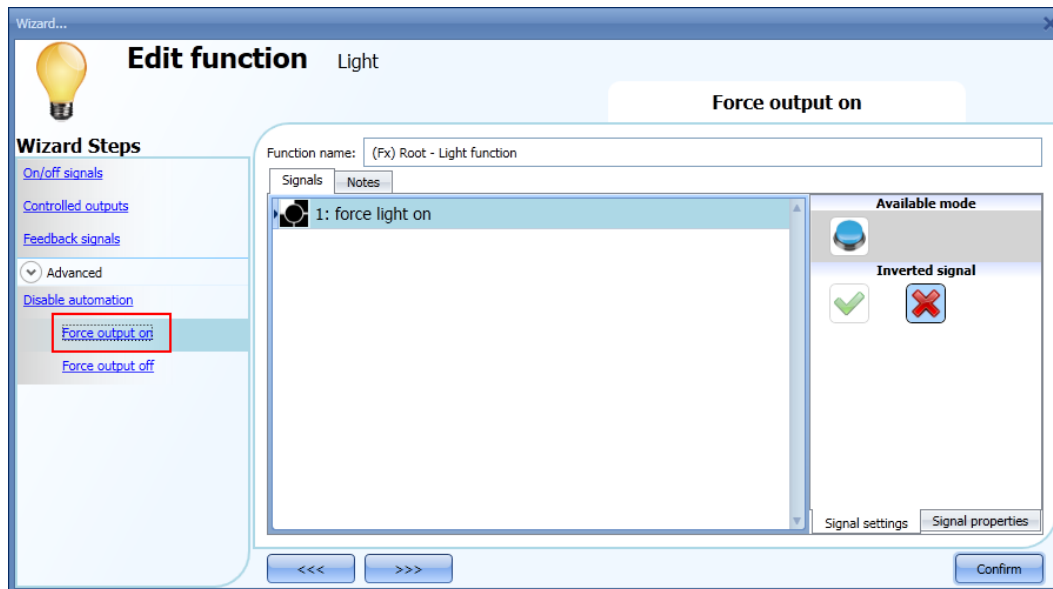 Wizard...
Edit function Light
Force output on
Wizard Steps
On/off signals
Controlled outputs
Feedback signals
Advanced
Disable automation
Force output on
Force output off
Function name: (Fx) Root - Light function
Signals Notes
1: force light on
Available mode
Inverted signal
Signal settings Signal properties
<<< >>> Confirm